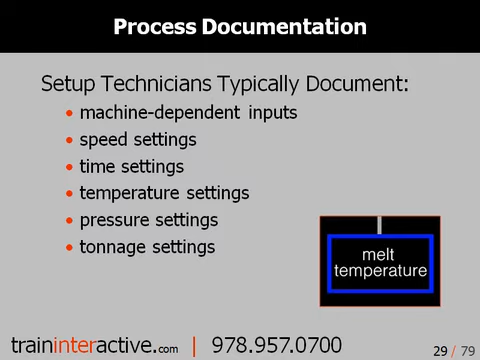 Process Documentation
Setup Technicians Typically Document:
• machine-dependent inputs
• speed settings
• time settings
• temperature settings
• pressure settings
• tonnage settings
melt
temperature
traininteractive.com | 978.957.0700
29 / 79